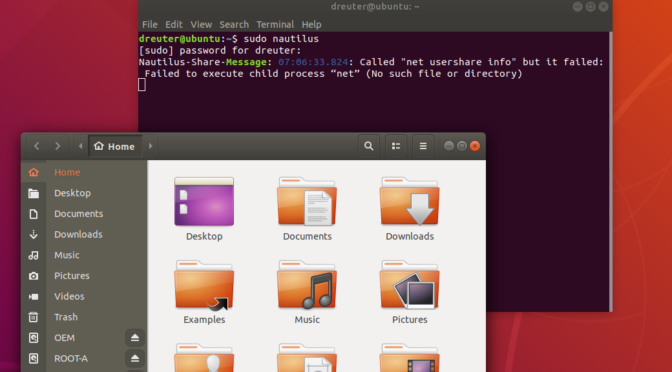 dreuter@ubuntu: ~
File Edit View Search Terminal Help
dreuter@ubuntu:~$ sudo nautilus
[sudo] password for dreuter:
Nautilus-Share-Message: 07:06:33.824: Called "net usershare info" but it failed:
Failed to execute child process “net” (No such file or directory)
Home
Home
Desktop
Documents
Downloads
Music
Pictures
Videos
Trash
OEM
ROOT-A
Desktop
Documents
Downloads
Examples
Music
Pictures